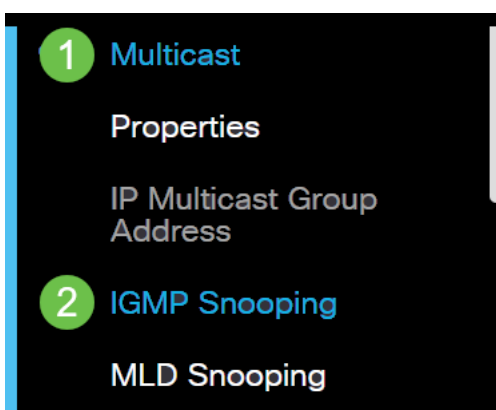 1 Multicast
Properties
IP Multicast Group
Address
2 IGMP Snooping
MLD Snooping